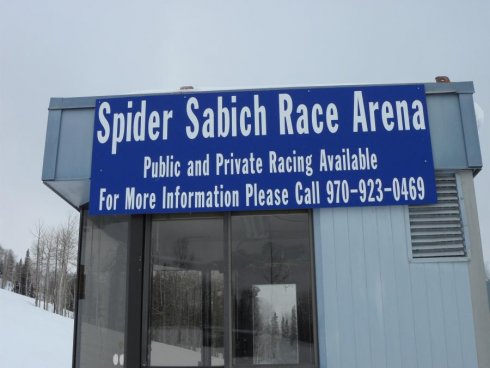 Spider Sabich Race Arena
Public and Private Racing Available
For More Information Please Call 970-923-0469